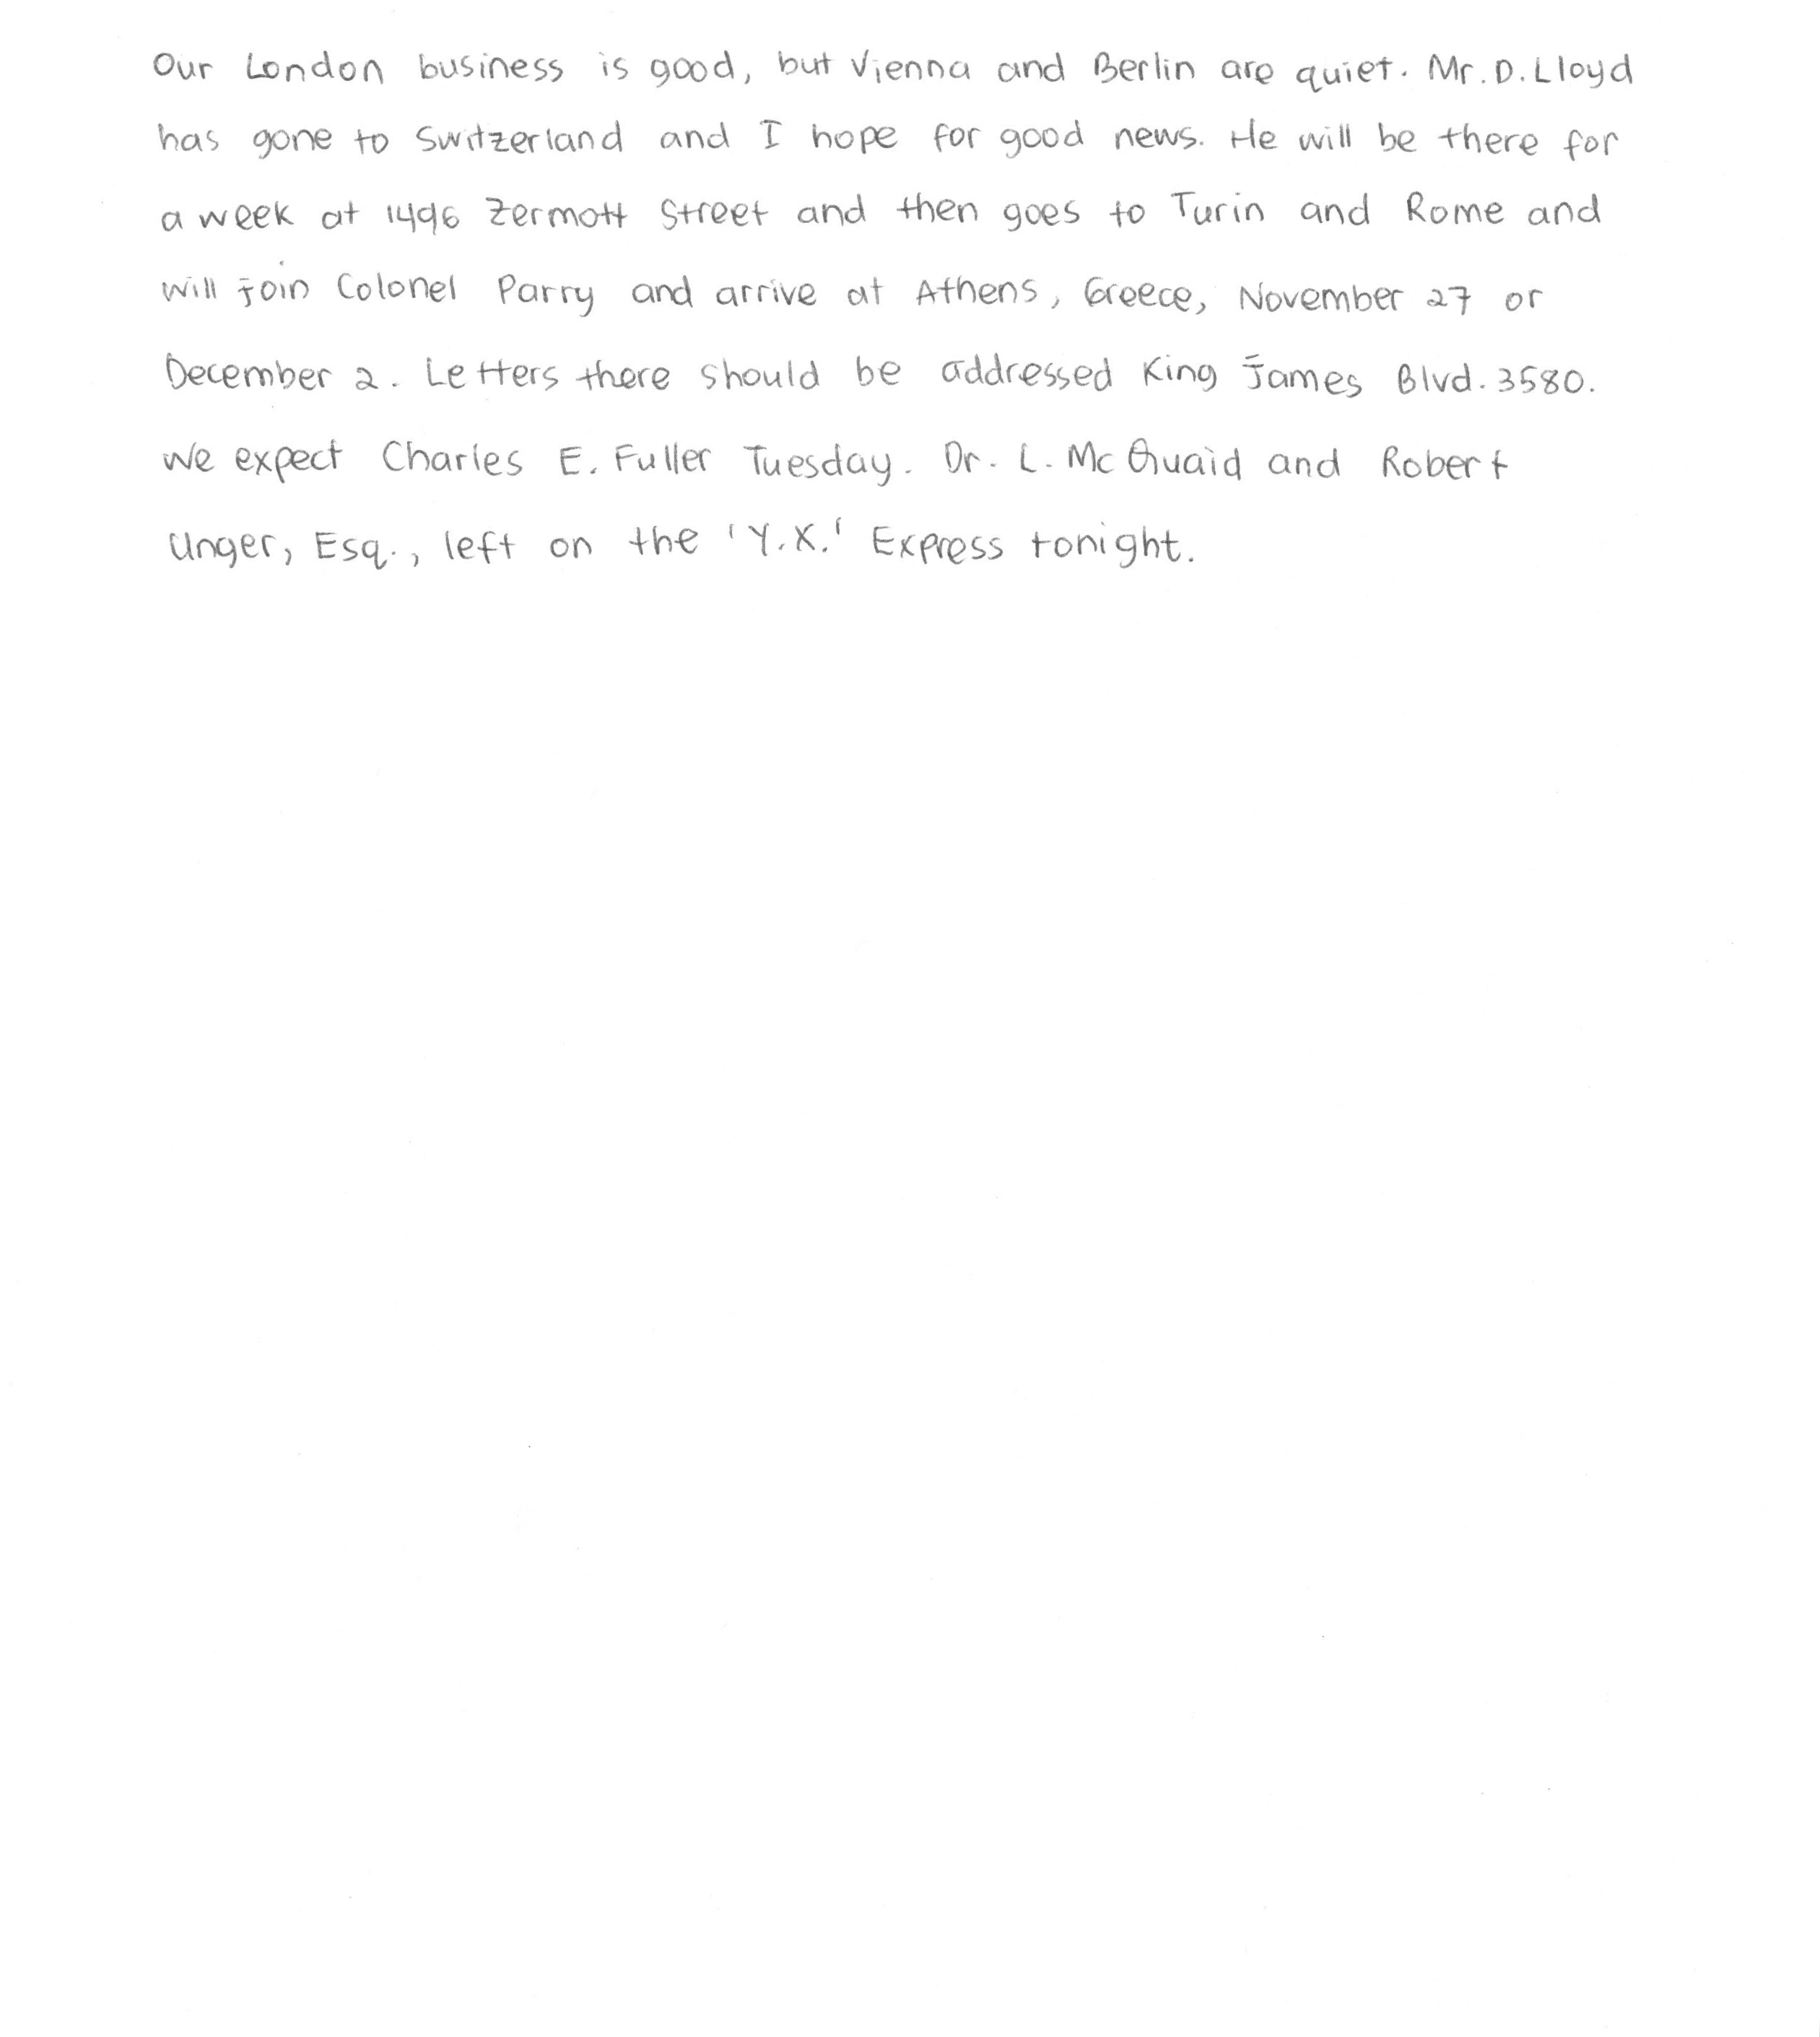 Our London business is good, but Vienna and Berlin are quiet. Mr. D. Lloyd
has gone to Switzerland and I hope for good news. He will be there for
a week at 1496 Zermott Street and then goes to Turin and Rome and
will join Colonel Parry and arrive at Athens, Greece, November 27 or
December 2. Letters there should be addressed King James Blvd. 3580.
We expect Charles E. Fuller Tuesday. Dr. L. McQuaid and Robert
Unger, Esq., left on the 'Y.X.' Express tonight.